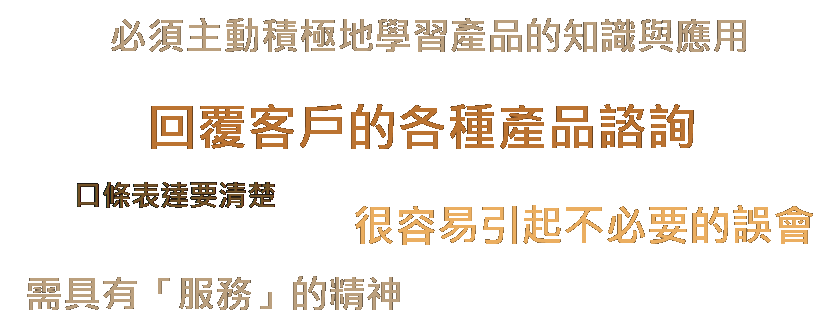 必須主動積極地學習產品的知識與應用
回覆客戶的各種產品諮詢
口條表達要清楚
很容易引起不必要的誤會
需具有「服務」的精神